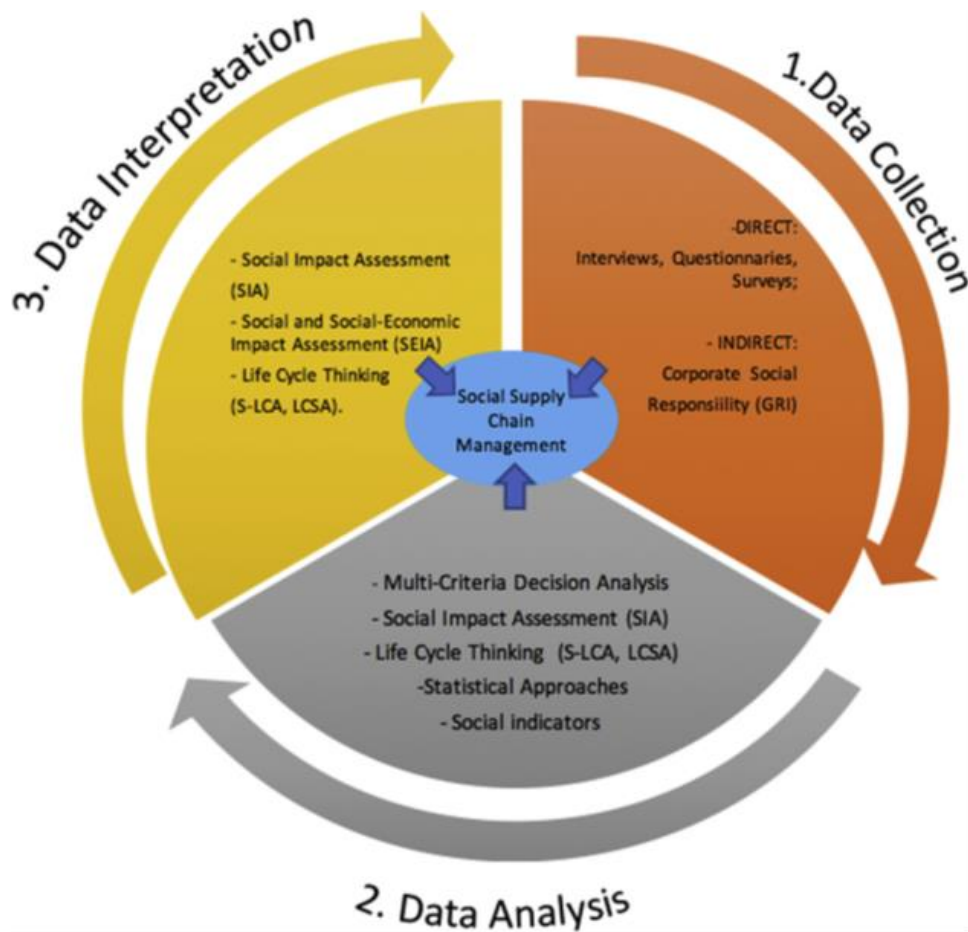 1.Data Collection
-DIRECT:
Interviews, Questionnaries,
Surveys;
- INDIRECT:
Corporate Social
Responsiility (GRI)
2. Data Analysis
- Multi-Criteria Decision Analysis
- Social Impact Assessment (SIA)
- Life Cycle Thinking (S-LCA, LCSA)
-Statistical Approaches
- Social indicators
3. Data Interpretation
- Social Impact Assessment
(SIA)
- Social and Social-Economic
Impact Assessment (SEIA)
- Life Cycle Thinking
(S-LCA, LCSA).
Social Supply
Chain
Management